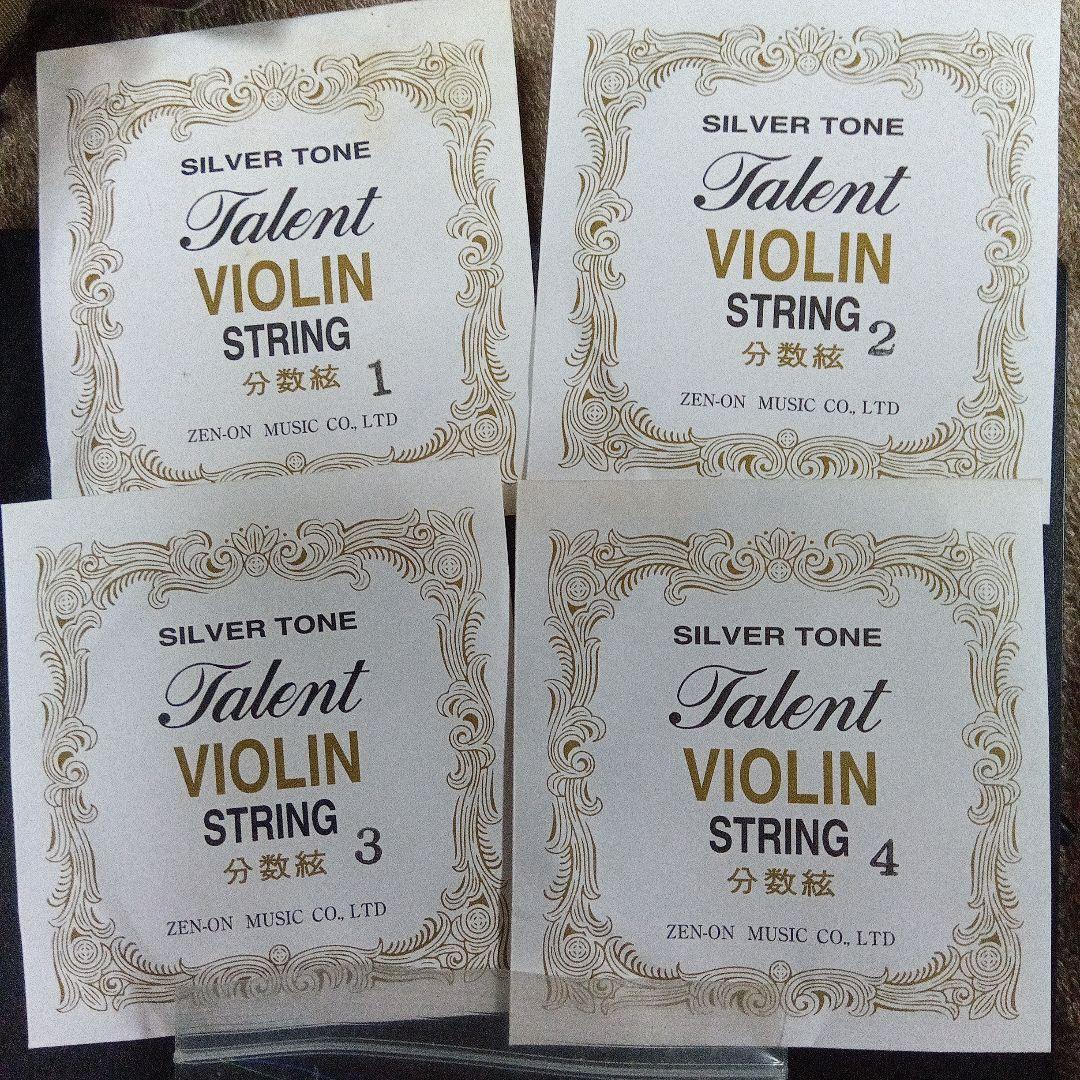 SILVER TONE
Talent
VIOLIN
STRING
分数絃 1
ZEN-ON MUSIC CO., LTD
SILVER TONE
Talent
VIOLIN
STRING 2
分数絃
ZEN-ON MUSIC CO., LTD
SILVER TONE
Talent
VIOLIN
STRING
分数絃 3
ZEN-ON MUSIC CO., LTD
SILVER TONE
Talent
VIOLIN
STRING
分数絃 4
ZEN-ON MUSIC CO., LTD